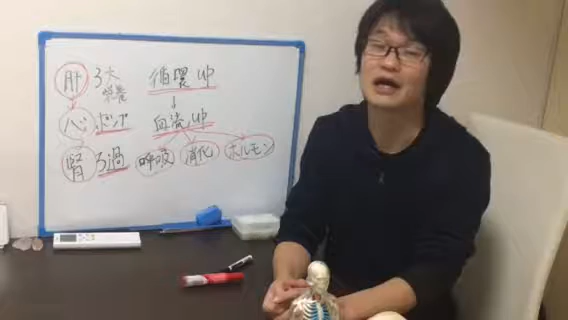 肝 3大栄養 循環up
↓
心 ポンプ 血流up
腎 ろ過 呼吸 消化 ホルモン